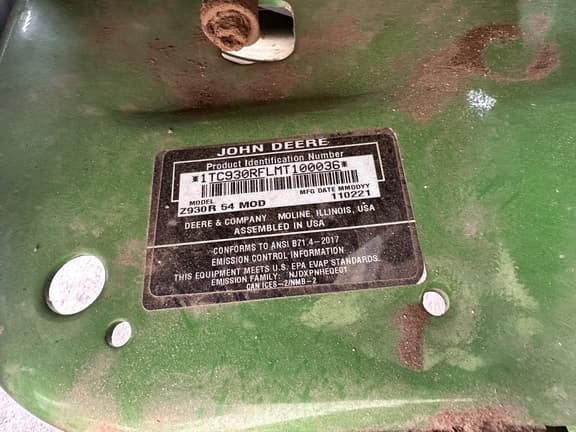 JOHN DEERE
Product Identification Number
*1TC930RFLMT100036*
MODEL MFG DATE MMDDYY
Z930R 54 MOD 110221
DEERE & COMPANY MOLINE, ILLINOIS, USA
ASSEMBLED IN USA
CONFORMS TO ANSI B71.4-2017
EMISSION CONTROL INFORMATION
THIS EQUIPMENT MEETS U.S. EPA EVAP STANDARDS
EMISSION FAMILY: NJDXPNHEQE01
CAN ICES-2/NMB-2